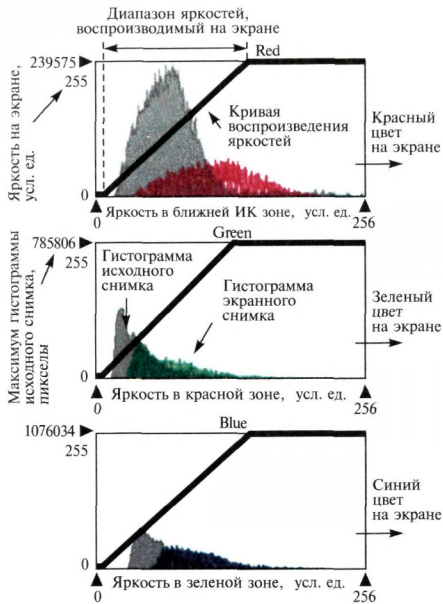 Диапазон яркостей,
воспроизводимый на экране
Red
239575
255
Яркость на экране,
усл. ед.
Кривая
воспроизведения
яркостей
Красный
цвет
на экране
0
0 Яркость в ближней ИК зоне, усл. ед. 256
Green
785806
255
Максимум гистограммы
исходного снимка,
пикселы
Гистограмма
исходного
снимка
Гистограмма
экранного
снимка
Зеленый
цвет
на экране
0
0 Яркость в красной зоне, усл. ед. 256
Blue
1076034
255
Синий
цвет
на экране
0
0 Яркость в зеленой зоне, усл. ед. 256